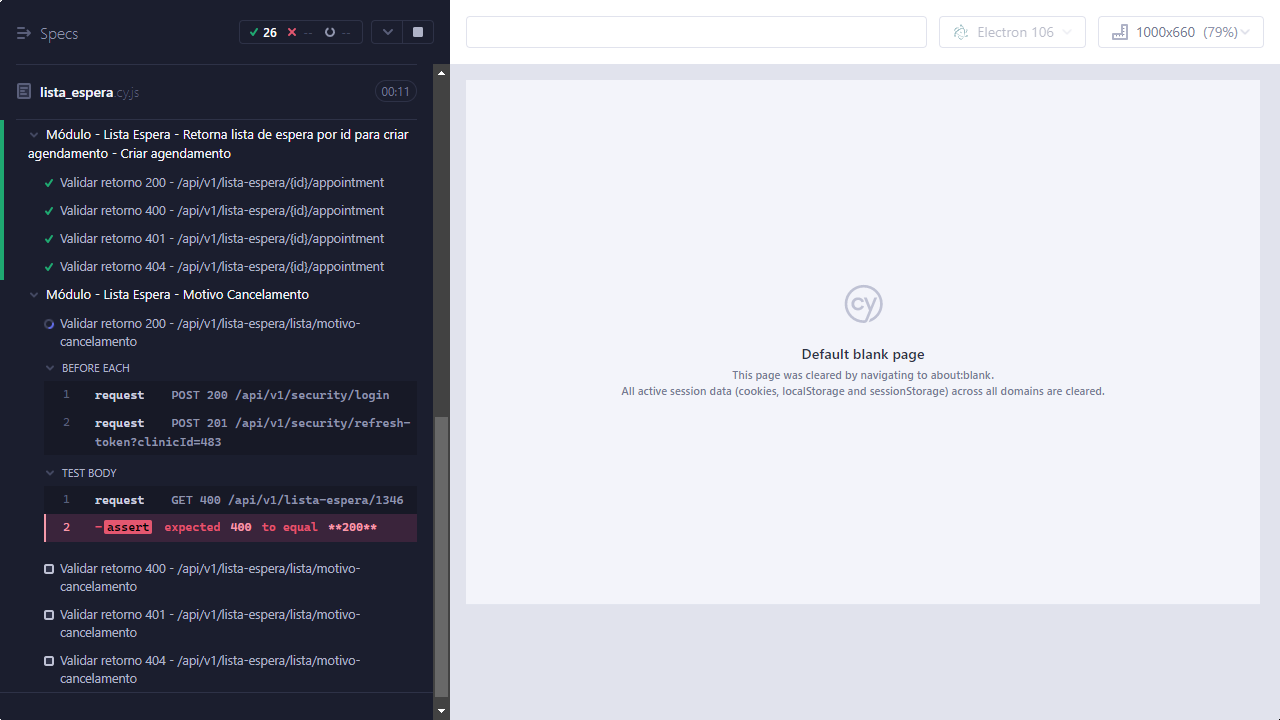 Specs
26
--
--
Electron 106
1000x660 (79%)
lista_espera.cy.js
00:11
Módulo - Lista Espera - Retorna lista de espera por id para criar
agendamento - Criar agendamento
Validar retorno 200 - /api/v1/lista-espera/{id}/appointment
Validar retorno 400 - /api/v1/lista-espera/{id}/appointment
Validar retorno 401 - /api/v1/lista-espera/{id}/appointment
Validar retorno 404 - /api/v1/lista-espera/{id}/appointment
Módulo - Lista Espera - Motivo Cancelamento
Validar retorno 200 - /api/v1/lista-espera/lista/motivo-
cancelamento
BEFORE EACH
1 request POST 200 /api/v1/security/login
2 request POST 201 /api/v1/security/refresh-
token?clinicId=483
TEST BODY
1 request GET 400 /api/v1/lista-espera/1346
2 -assert expected 400 to equal **200**
Validar retorno 400 - /api/v1/lista-espera/lista/motivo-
cancelamento
Validar retorno 401 - /api/v1/lista-espera/lista/motivo-
cancelamento
Validar retorno 404 - /api/v1/lista-espera/lista/motivo-
cancelamento
cy
Default blank page
This page was cleared by navigating to about:blank.
All active session data (cookies, localStorage and sessionStorage) across all domains are cleared.